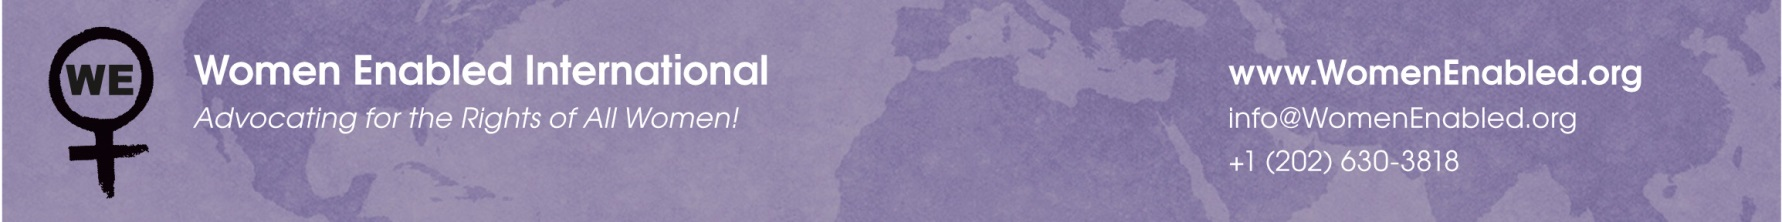 WE
Women Enabled International
Advocating for the Rights of All Women!
www.WomenEnabled.org
info@WomenEnabled.org
+1 (202) 630-3818